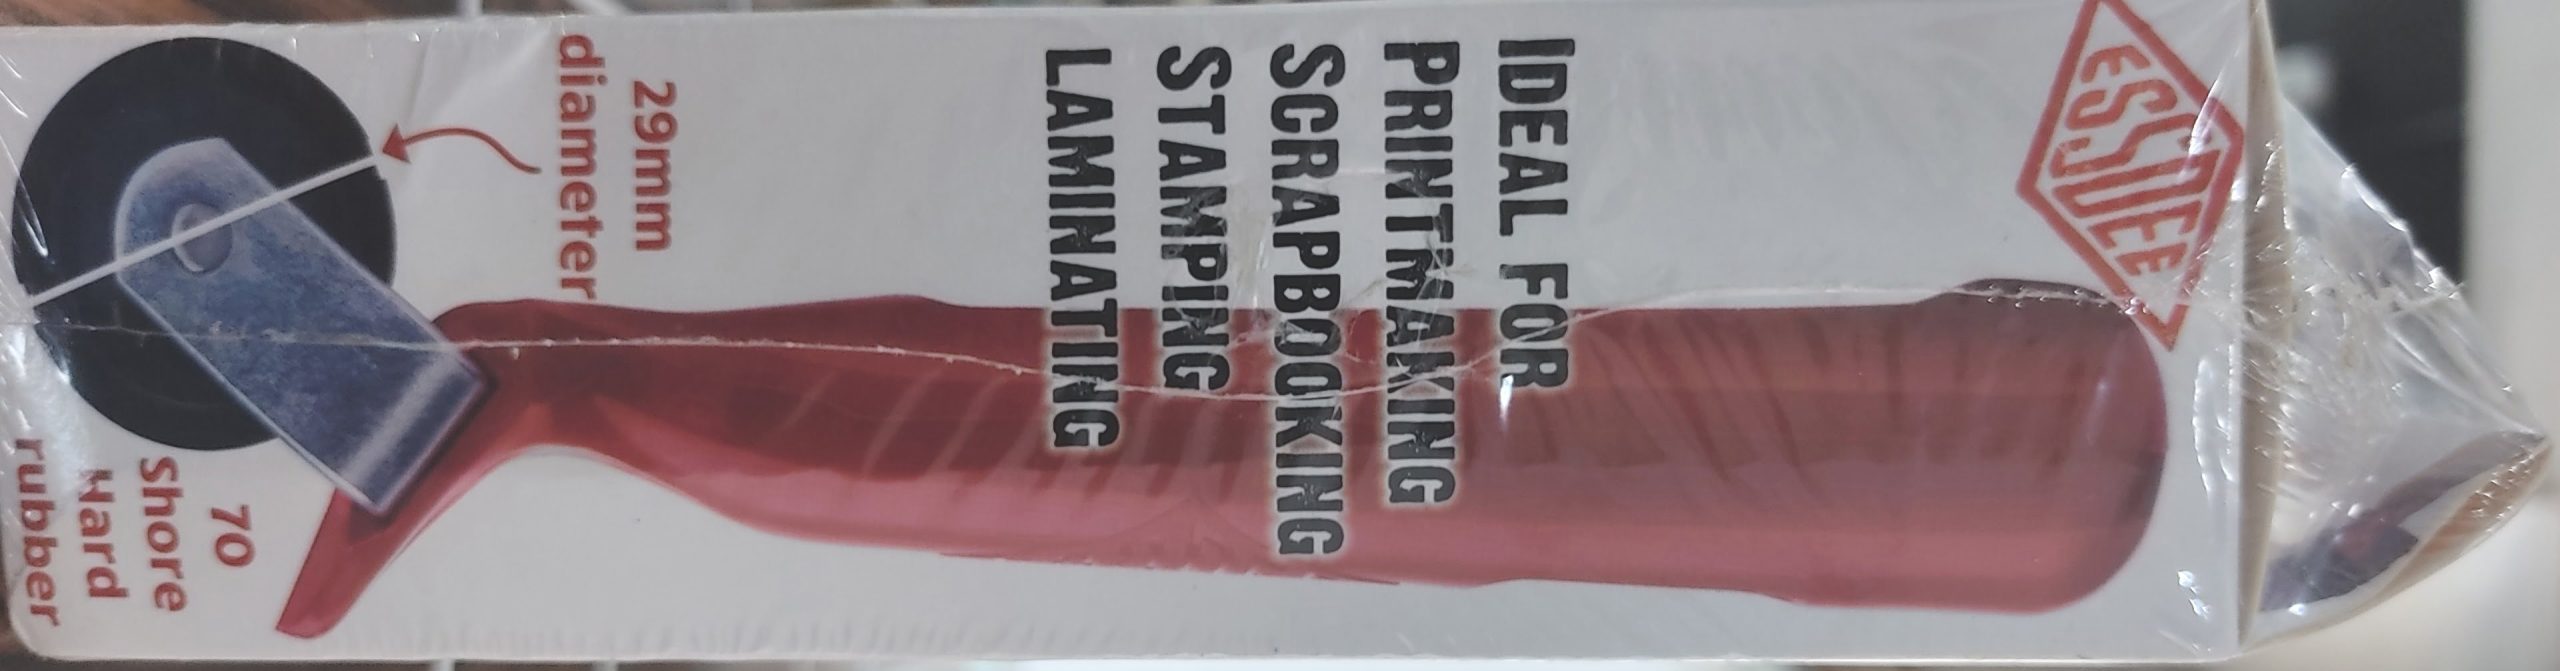 ESSDEE
IDEAL FOR
PRINTMAKING
SCRAPBOOKING
STAMPING
LAMINATING
29mm
diameter
70
Shore
Hard
rubber